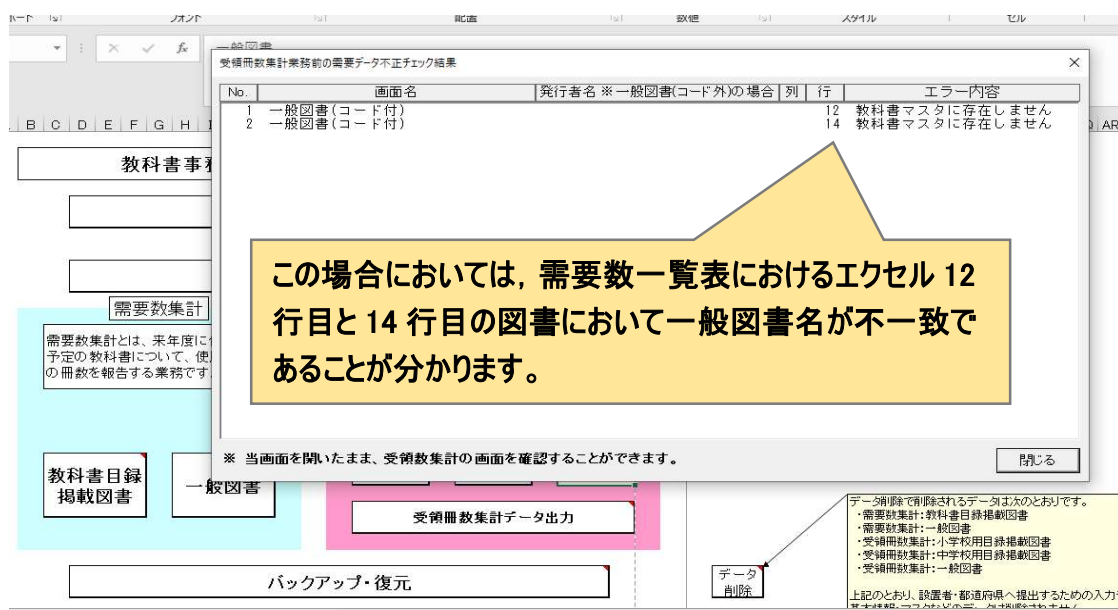 フォント
配置
数値
スタイル
セル
fx
一般図書
受領冊数集計業務前の需要データ不正チェック結果
No. 画面名 発行者名 ※一般図書(コード外)の場合 列 行 エラー内容
1 一般図書(コード付) 12 教科書マスタに存在しません
2 一般図書(コード付) 14 教科書マスタに存在しません
B C D E F G H
AR
教科書事
この場合においては，需要数一覧表におけるエクセル 12
行目と 14 行目の図書において一般図書名が不一致で
あることが分かります。
需要数集計
需要数集計とは、来年度に
予定の教科書について、使
の冊数を報告する業務です
※ 当画面を開いたまま、受領数集計の画面を確認することができます。
閉じる
教科書目録
掲載図書
一般図書
受領冊数集計データ出力
バックアップ・復元
データ
削除
データ削除で削除されるデータは次のとおりです。
・需要数集計:教科書目録掲載図書
・需要数集計:一般図書
・受領冊数集計:小学校用目録掲載図書
・受領冊数集計:中学校用目録掲載図書
・受領冊数集計:一般図書
上記のとおり、設置者・都道府県へ提出するための入力